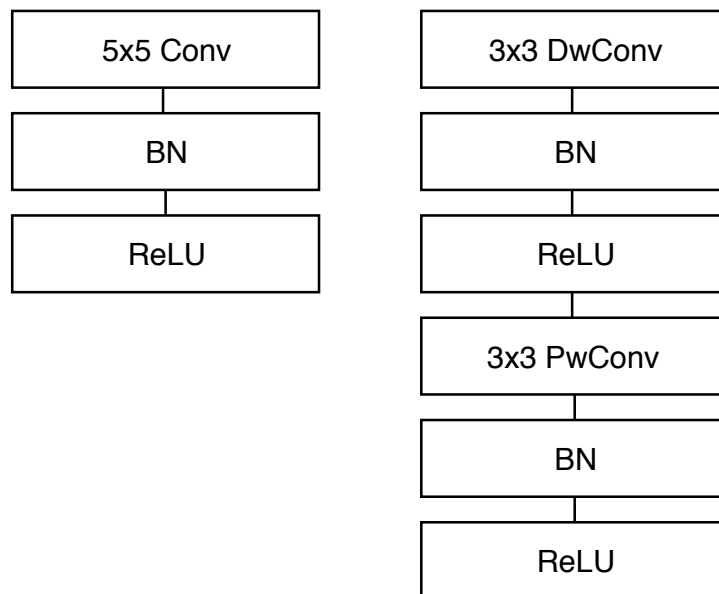 5x5 Conv
BN
ReLU
3x3 DwConv
BN
ReLU
3x3 PwConv
BN
ReLU